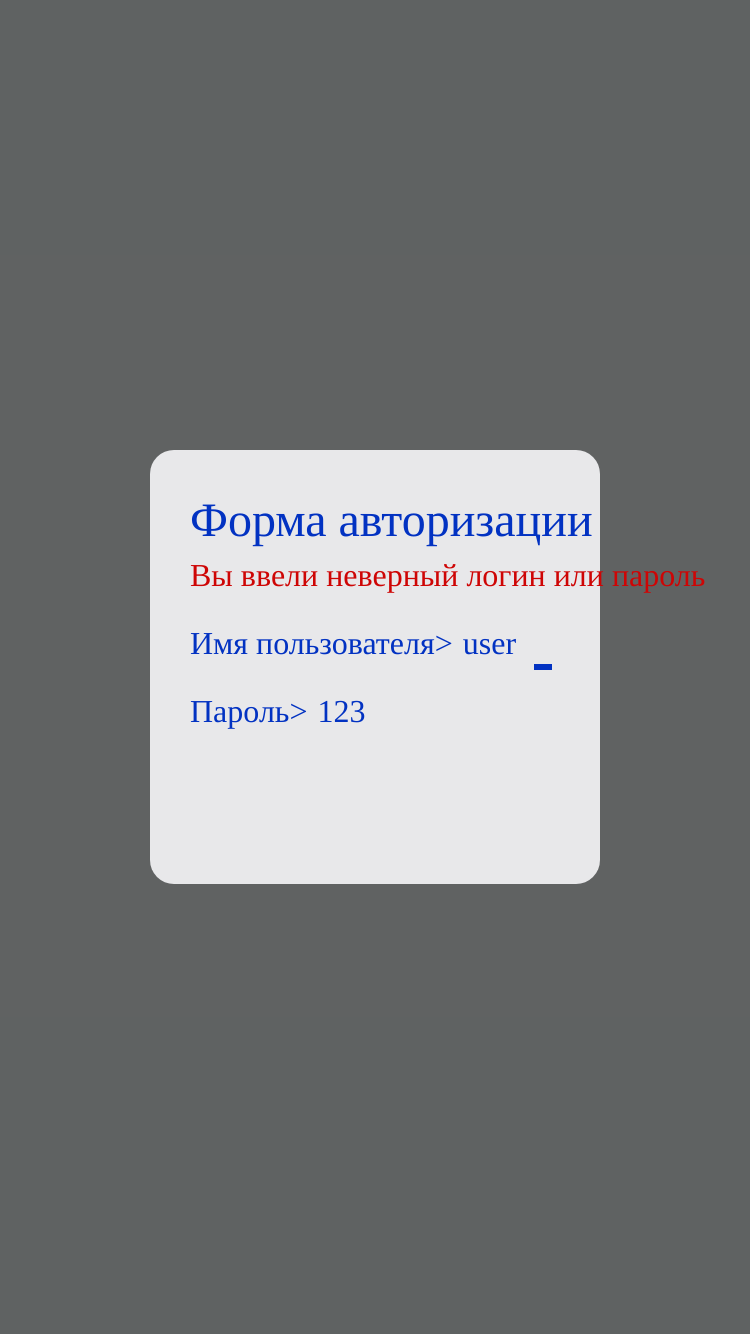 Форма авторизации
Вы ввели неверный логин или пароль
Имя пользователя> user _
Пароль> 123